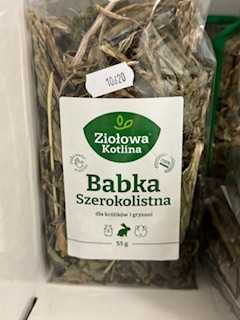 10/20
Ziołowa
Kotlina
Babka
Szerokolistna
dla królików i gryzoni
55 g